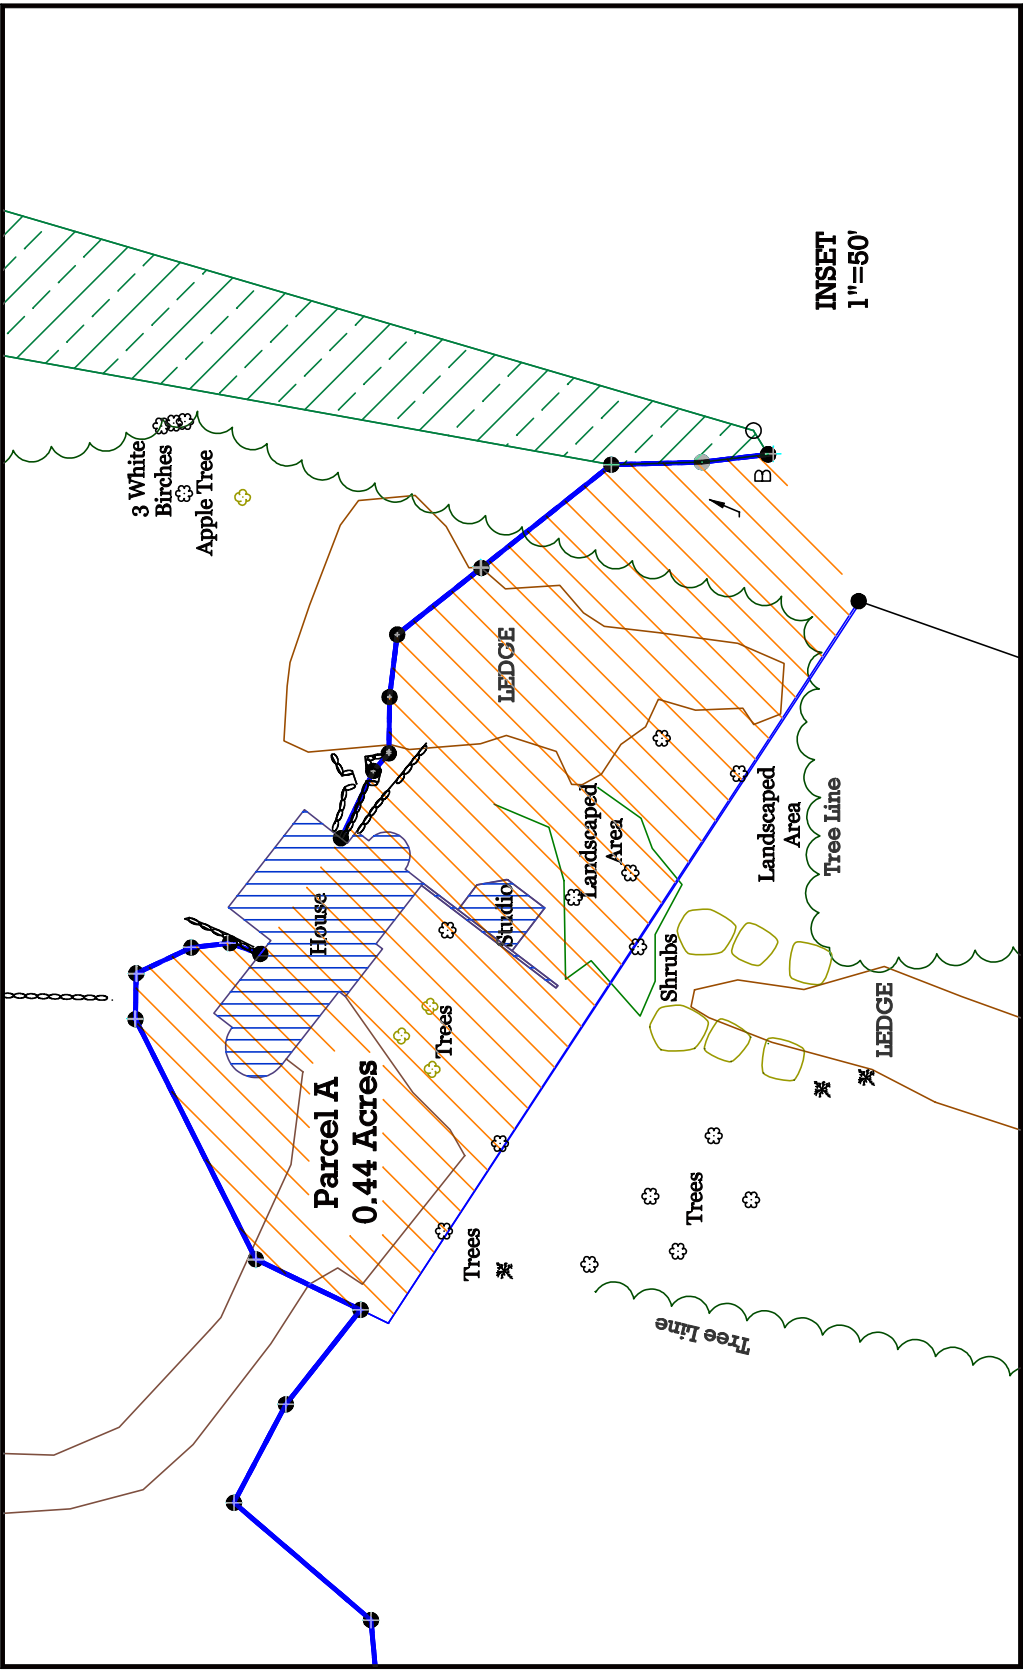 INSET
1"=50'
3 White
Birches
Apple Tree
B
LEDGE
Landscaped
Area
Landscaped
Area
Tree Line
House
Studio
Shrubs
LEDGE
Trees
Parcel A
0.44 Acres
Trees
Trees
Tree Line